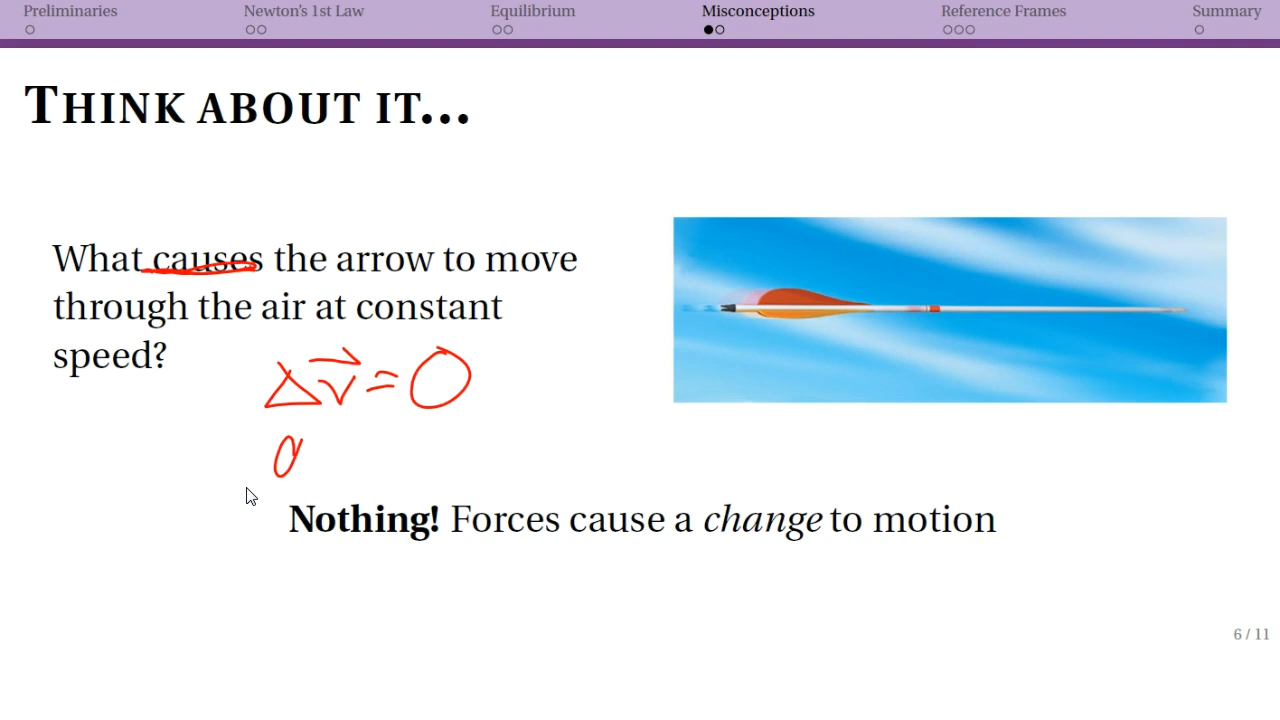 Preliminaries Newton's 1st Law Equilibrium Misconceptions Reference Frames Summary
THINK ABOUT IT...
What causes the arrow to move
through the air at constant
speed?
Δv⃗ = 0
a
Nothing! Forces cause a change to motion
6 / 11